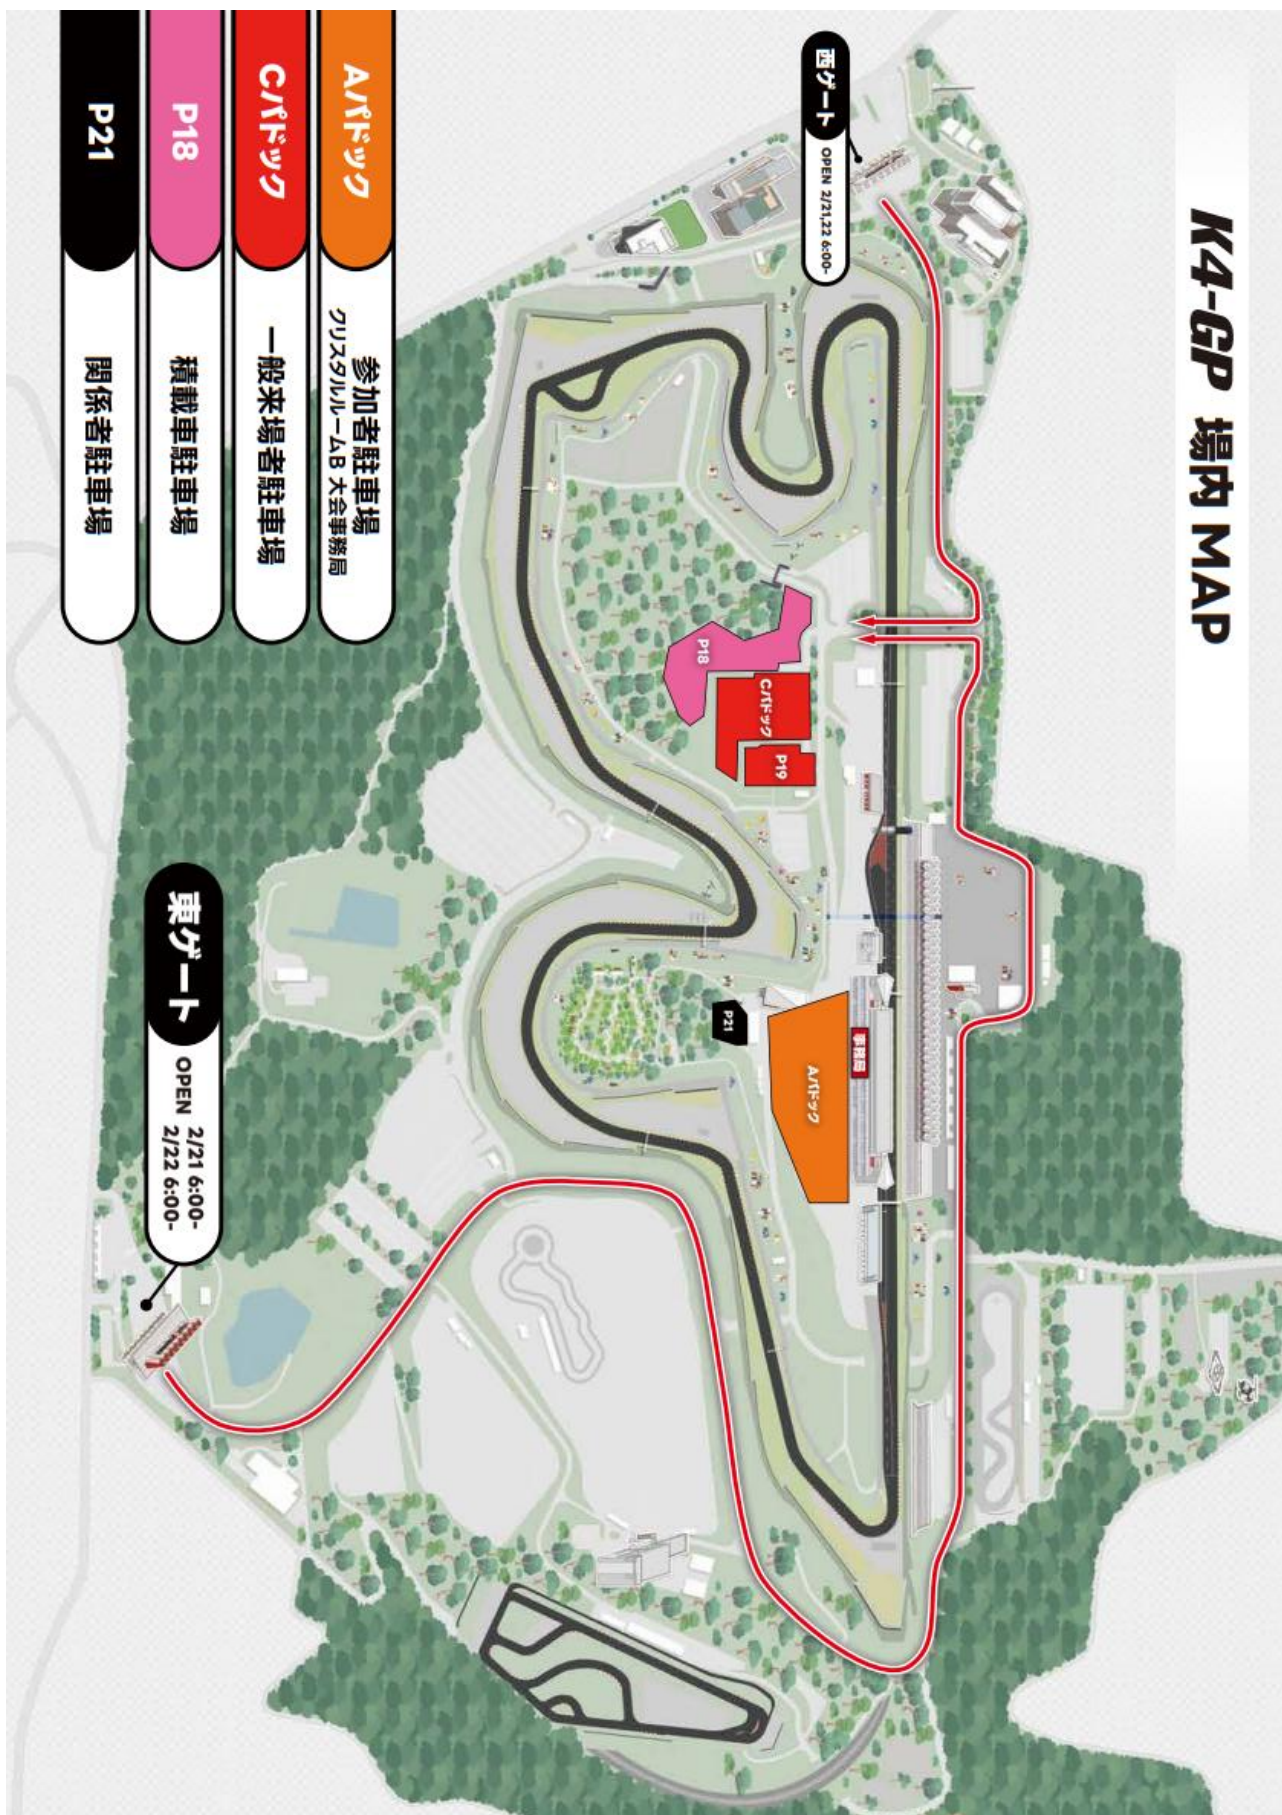 K4-GP 場内 MAP
西ゲート
OPEN 2/21,22 6:00-
P18
Cパドック
P19
P21
事務局
Aパドック
東ゲート
OPEN 2/21 6:00-
2/22 6:00-
Aパドック
参加者駐車場
クリスタルルームB 大会事務局
Cパドック
一般来場者駐車場
P18
積載車駐車場
P21
関係者駐車場